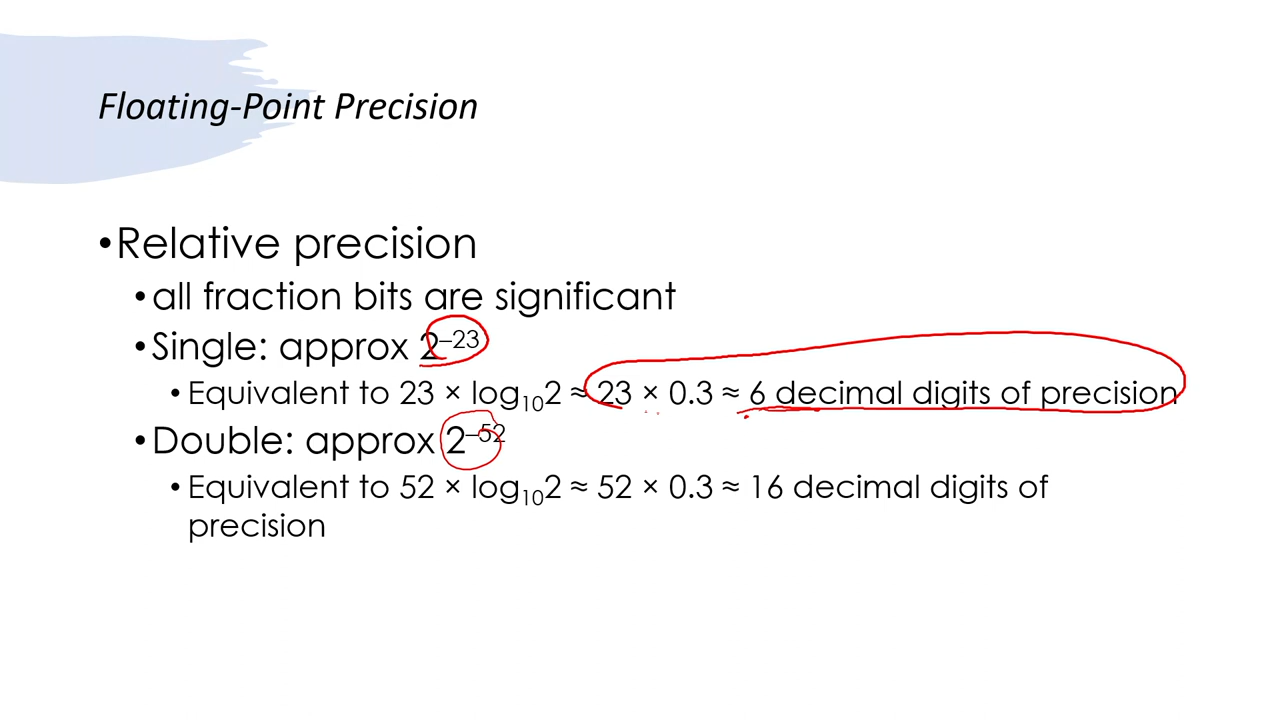 Floating-Point Precision
•Relative precision
•all fraction bits are significant
•Single: approx 2⁻²³
•Equivalent to 23 × log₁₀2 ≈ 23 × 0.3 ≈ 6 decimal digits of precision
•Double: approx 2⁻⁵²
•Equivalent to 52 × log₁₀2 ≈ 52 × 0.3 ≈ 16 decimal digits of
precision